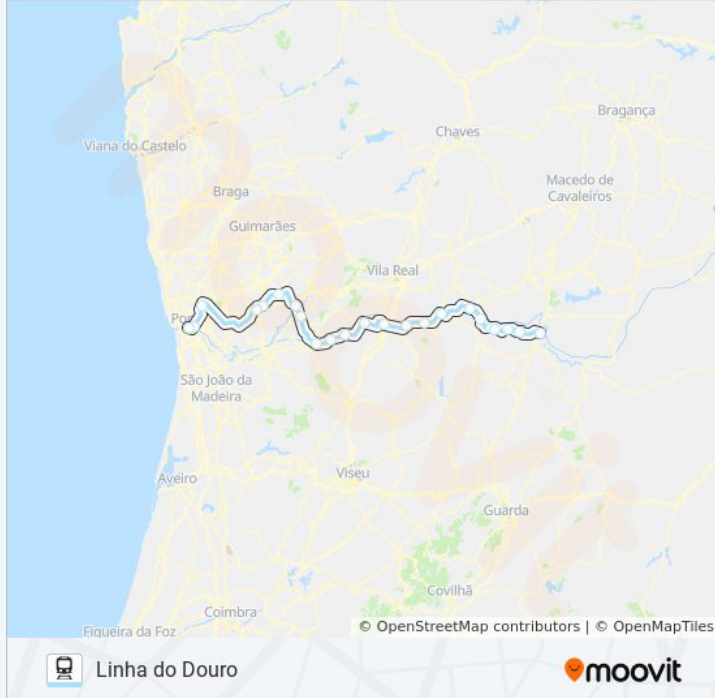 Bragança
Chaves
Viana do Castelo
Macedo de
Cavaleiros
Braga
Guimarães
Vila Real
Po
São João da
Madeira
Aveiro
Viseu
Guarda
Covilhã
Coimbra
Figueira da Foz
© OpenStreetMap contributors | © OpenMapTiles
Linha do Douro
moovit